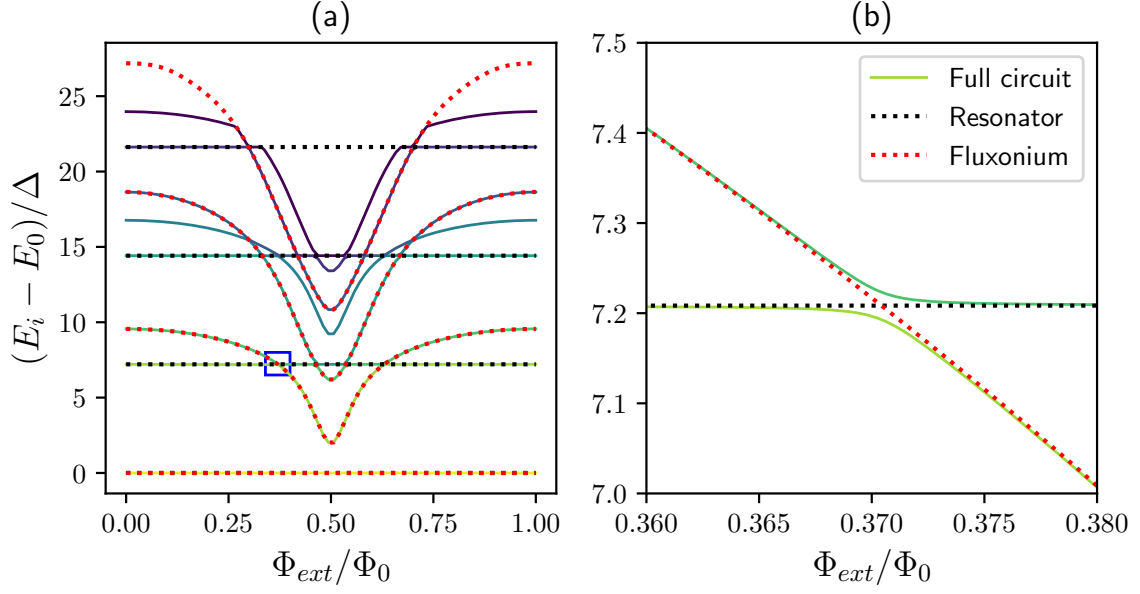 (a)
(E_i − E_0)/Δ
25
20
15
10
5
0
0.00 0.25 0.50 0.75 1.00
Φ_ext/Φ_0
(b)
7.5
7.4
7.3
7.2
7.1
7.0
0.360 0.365 0.370 0.375 0.380
Φ_ext/Φ_0
Full circuit
Resonator
Fluxonium